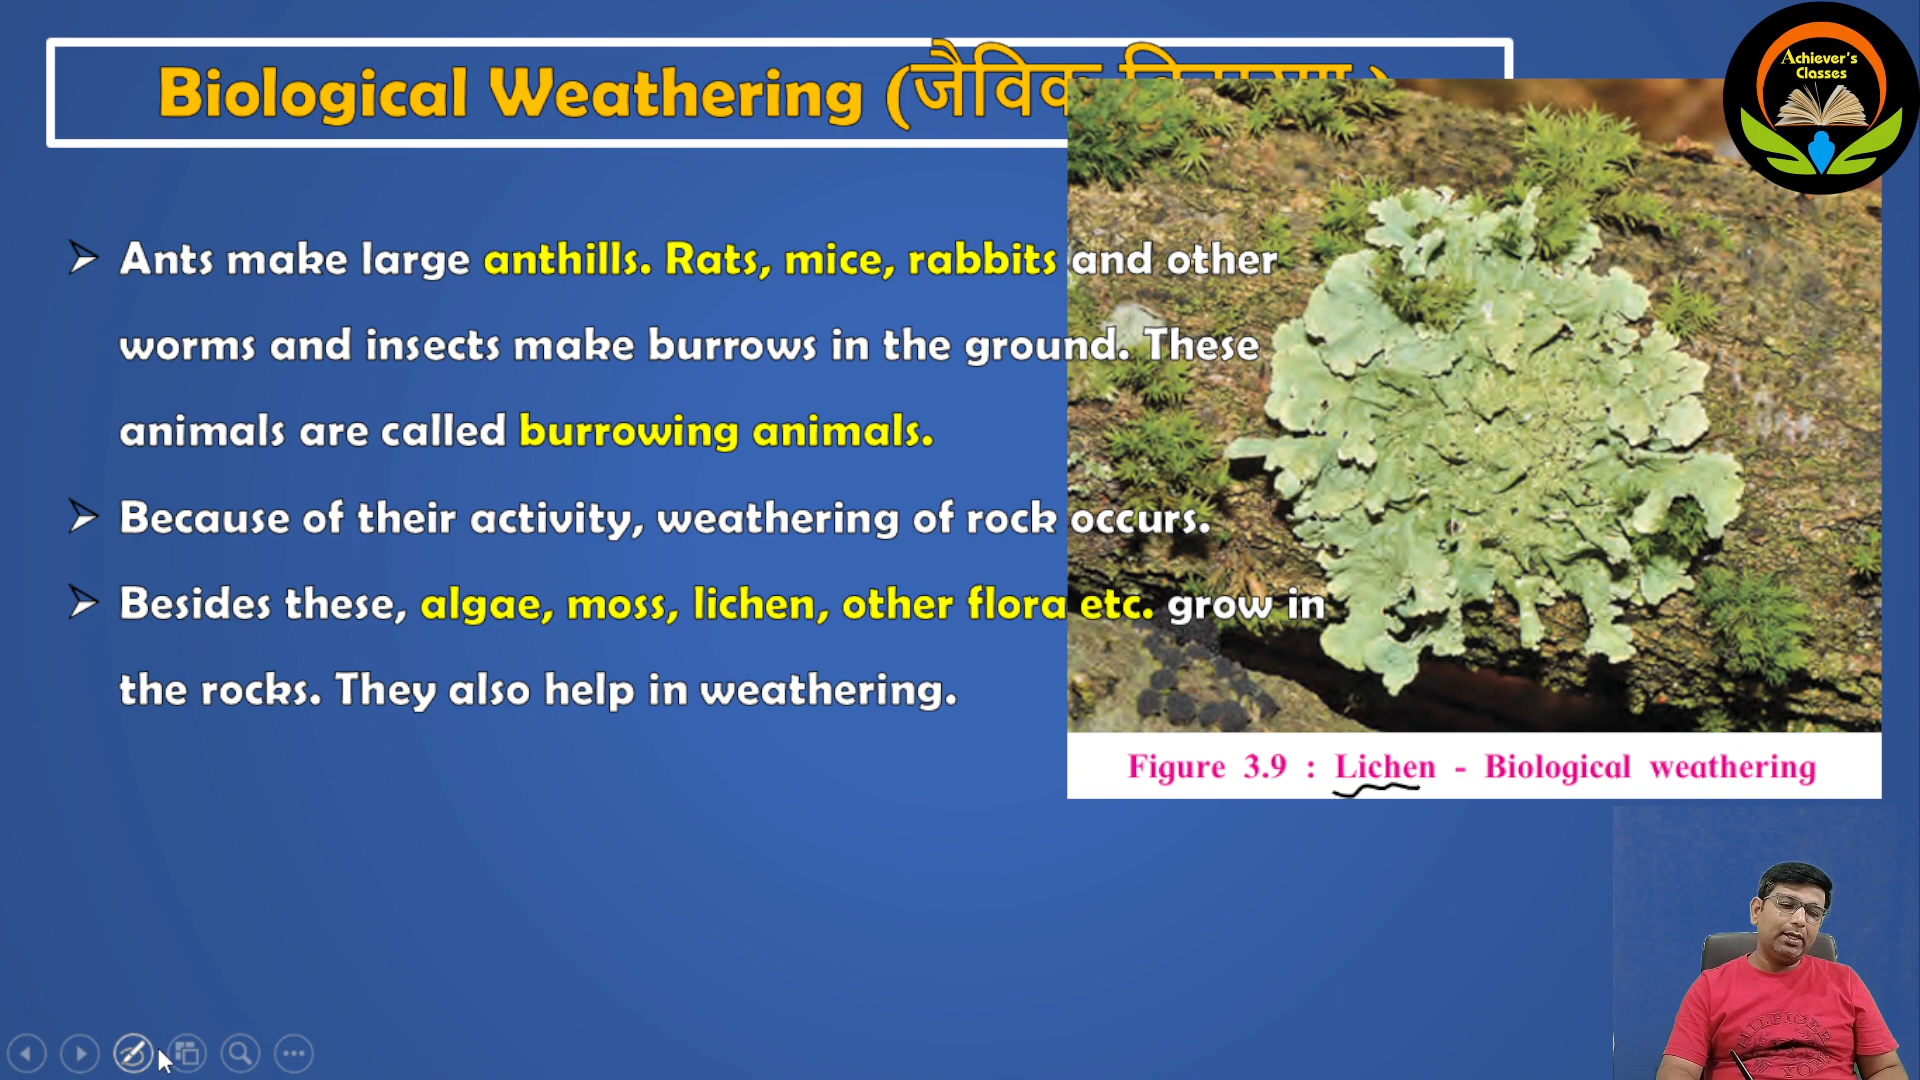 Biological Weathering (जैविक
Achiever's
Classes
➢ Ants make large anthills. Rats, mice, rabbits and other
worms and insects make burrows in the ground. These
animals are called burrowing animals.
➢ Because of their activity, weathering of rock occurs.
➢ Besides these, algae, moss, lichen, other flora etc. grow in
the rocks. They also help in weathering.
Figure 3.9 : Lichen - Biological weathering